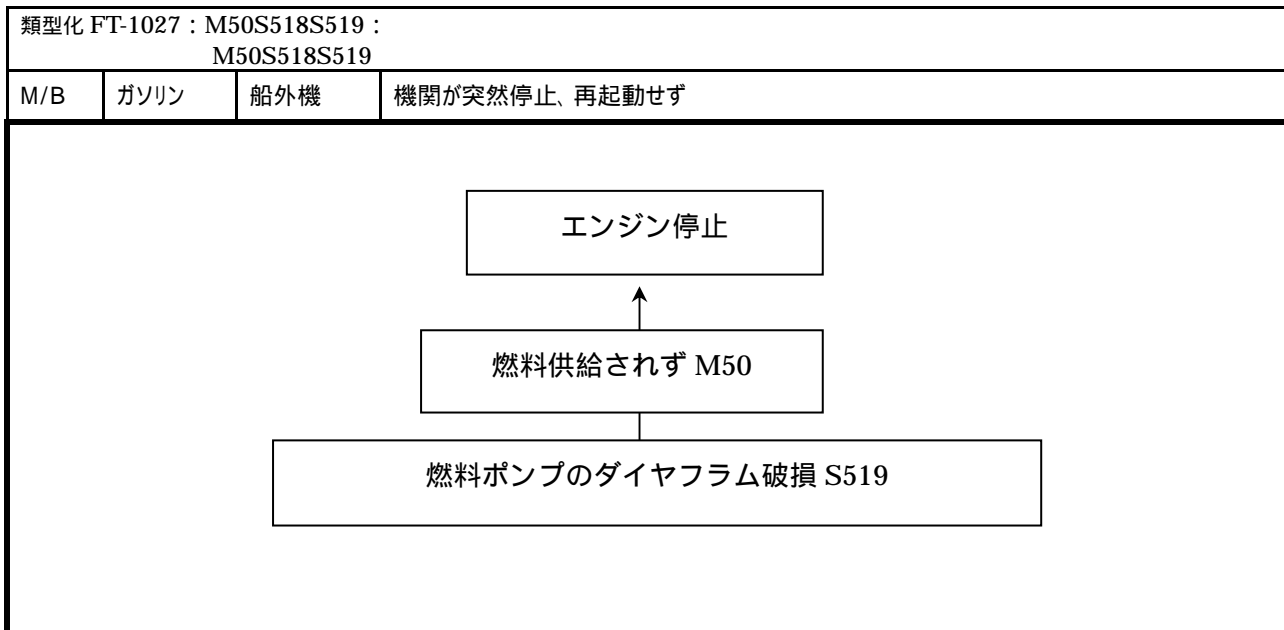 類型化 FT-1027：M50S518S519：
M50S518S519
M/B ガソリン 船外機 機関が突然停止、再起動せず
エンジン停止
燃料供給されず M50
燃料ポンプのダイヤフラム破損 S519